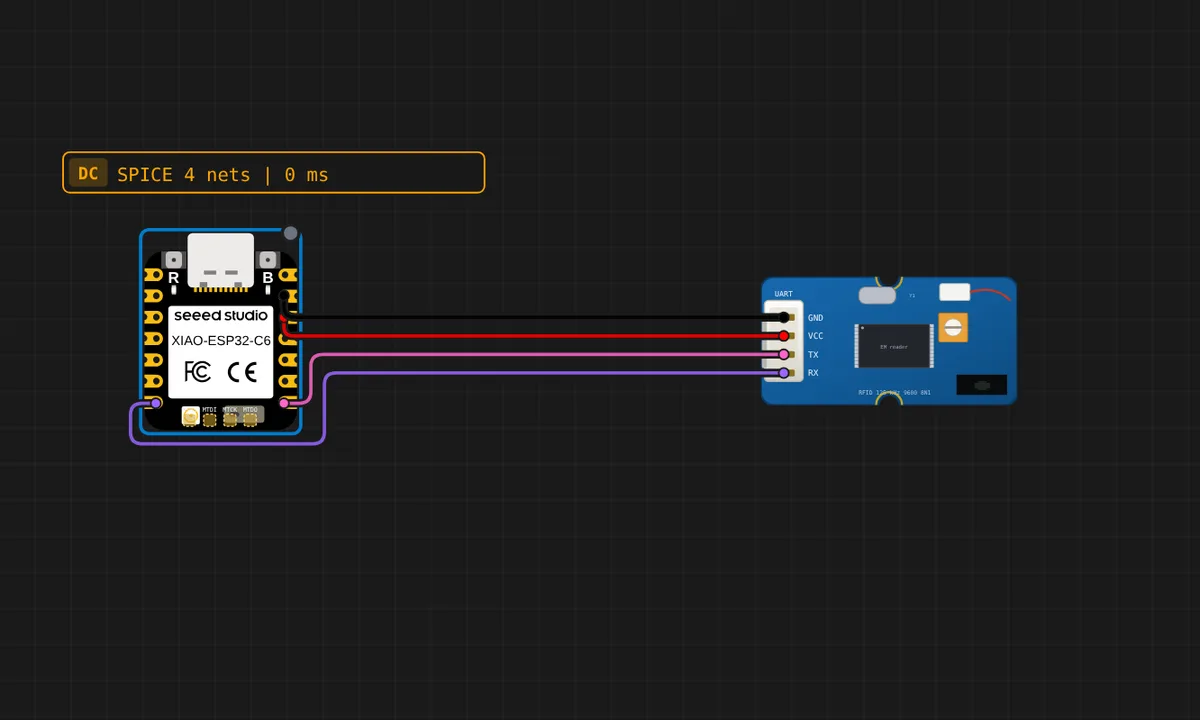 DC SPICE 4 nets | 0 ms
R B
seeed studio
XIAO-ESP32-C6
FC CE
MTDI MTCK MTDO
UART
Y1
GND
VCC
TX
RX
EM reader